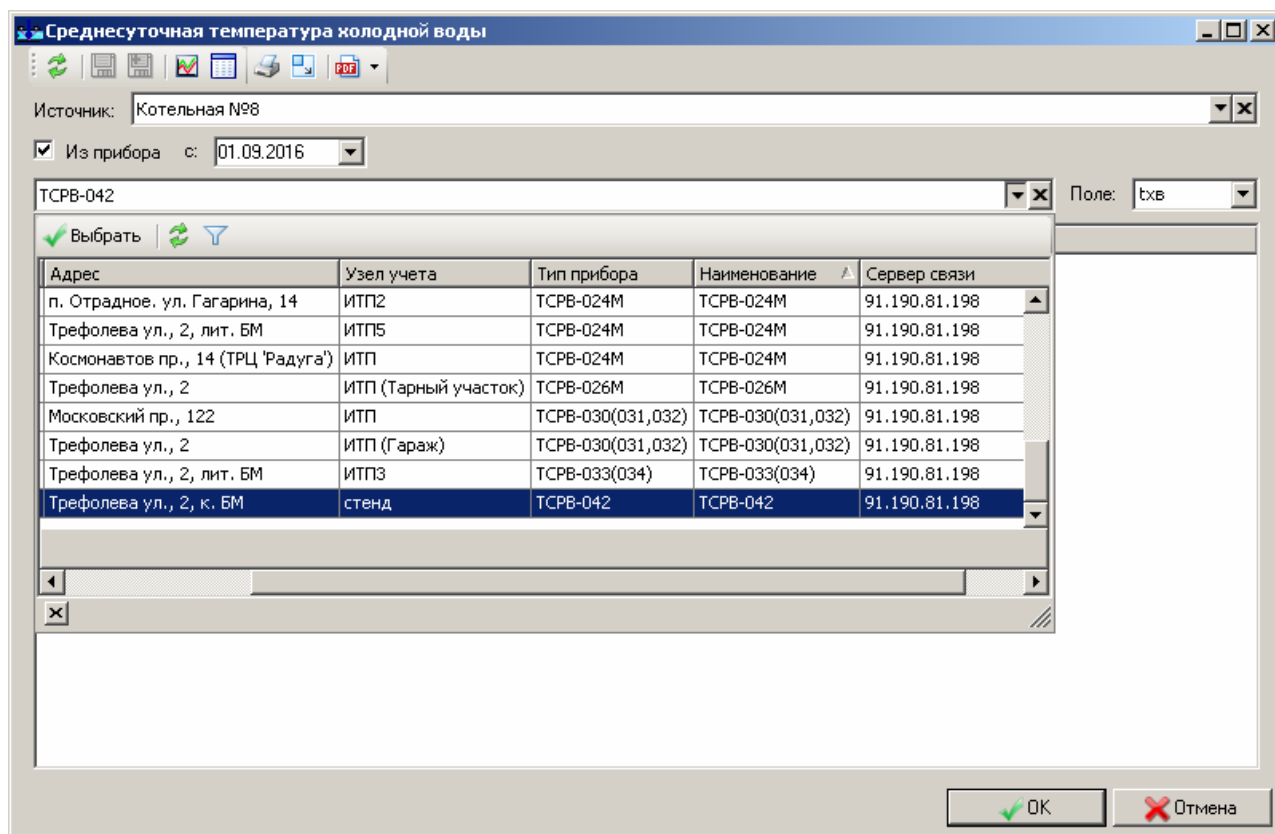 Среднесуточная температура холодной воды
PDF
Источник: Котельная №8
Из прибора с: 01.09.2016
ТСРВ-042 Поле: tхв
Выбрать
Адрес Узел учета Тип прибора Наименование Сервер связи
п. Отрадное. ул. Гагарина, 14 ИТП2 ТСРВ-024М ТСРВ-024М 91.190.81.198
Трефолева ул., 2, лит. БМ ИТП5 ТСРВ-024М ТСРВ-024М 91.190.81.198
Космонавтов пр., 14 (ТРЦ 'Радуга') ИТП ТСРВ-024М ТСРВ-024М 91.190.81.198
Трефолева ул., 2 ИТП (Тарный участок) ТСРВ-026М ТСРВ-026М 91.190.81.198
Московский пр., 122 ИТП ТСРВ-030(031,032) ТСРВ-030(031,032) 91.190.81.198
Трефолева ул., 2 ИТП (Гараж) ТСРВ-030(031,032) ТСРВ-030(031,032) 91.190.81.198
Трефолева ул., 2, лит. БМ ИТП3 ТСРВ-033(034) ТСРВ-033(034) 91.190.81.198
Трефолева ул., 2, к. БМ стенд ТСРВ-042 ТСРВ-042 91.190.81.198
OK Отмена